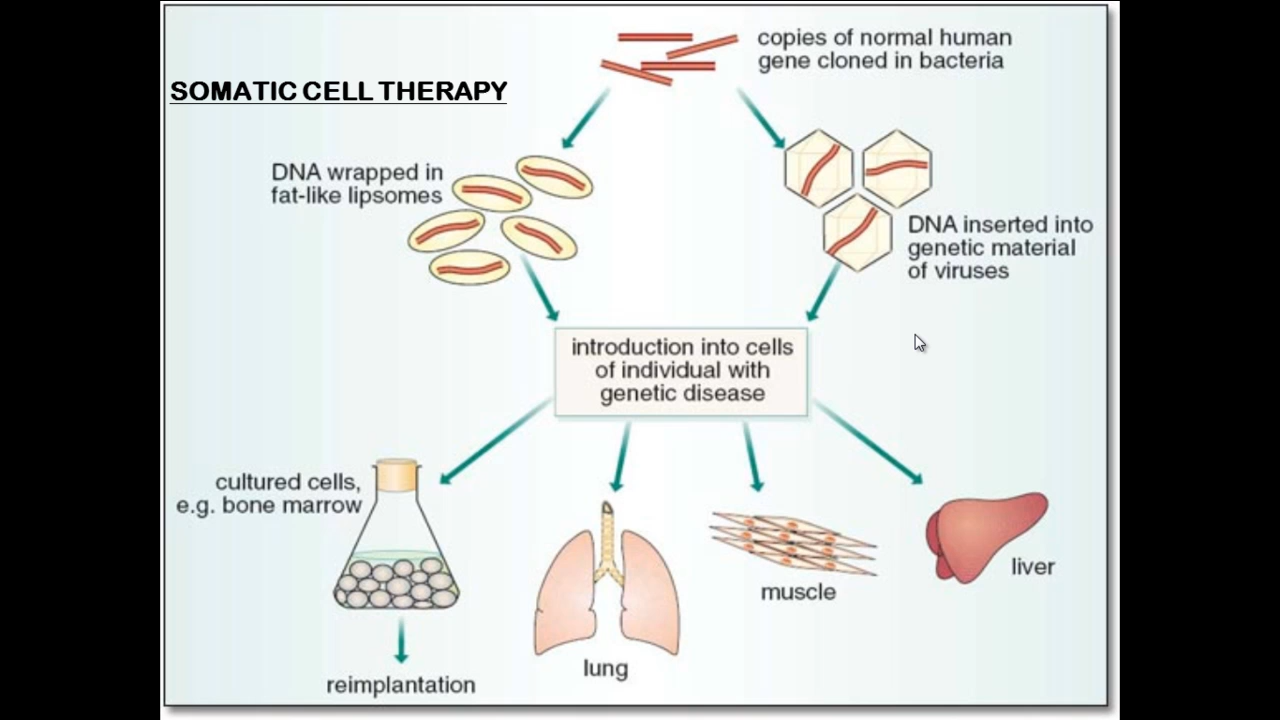 copies of normal human
gene cloned in bacteria
SOMATIC CELL THERAPY
DNA wrapped in
fat-like lipsomes
DNA inserted into
genetic material
of viruses
introduction into cells
of individual with
genetic disease
cultured cells,
e.g. bone marrow
liver
muscle
lung
reimplantation